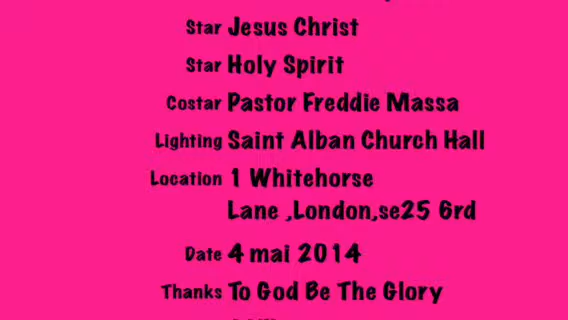 Star Jesus Christ
Star Holy Spirit
Costar Pastor Freddie Massa
Lighting Saint Alban Church Hall
Location 1 Whitehorse
Lane ,London,se25 6rd
Date 4 mai 2014
Thanks To God Be The Glory